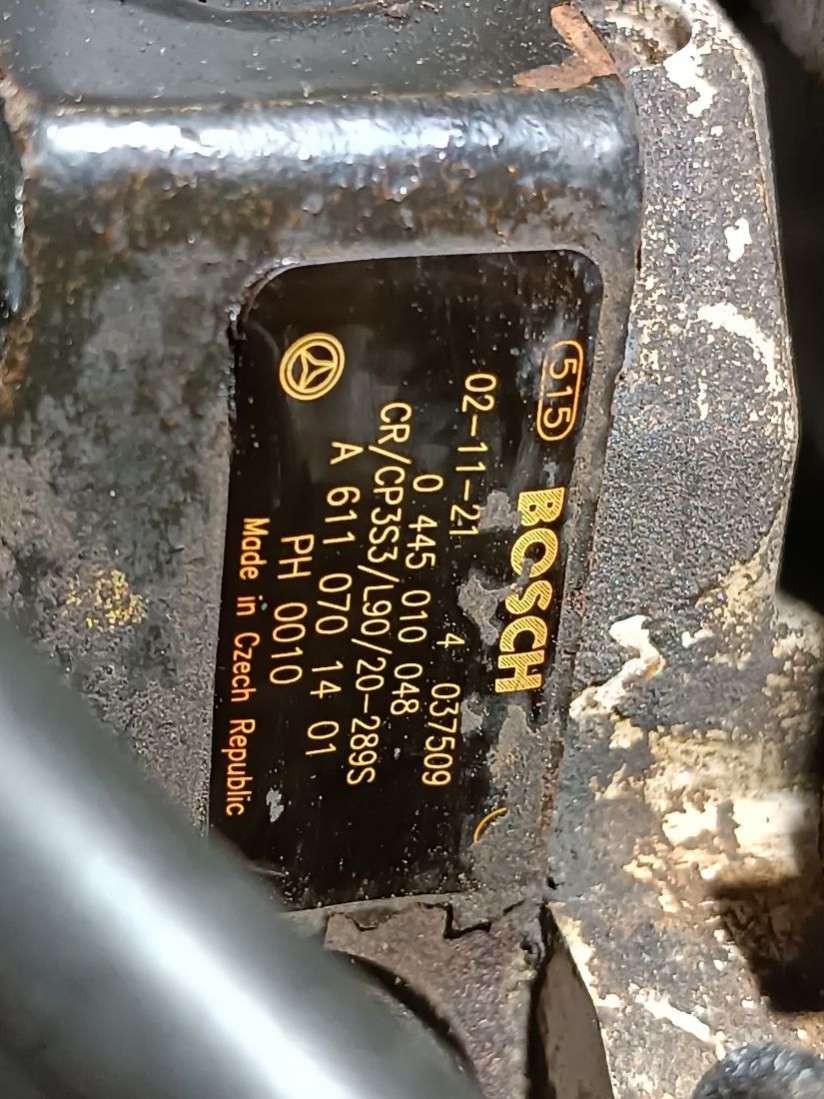 515
BOSCH
02-11-21 4 037509
0 445 010 048
CR/CP3S3/L90/20-289S
A 611 070 14 01
PH 0010
Made in Czech Republic